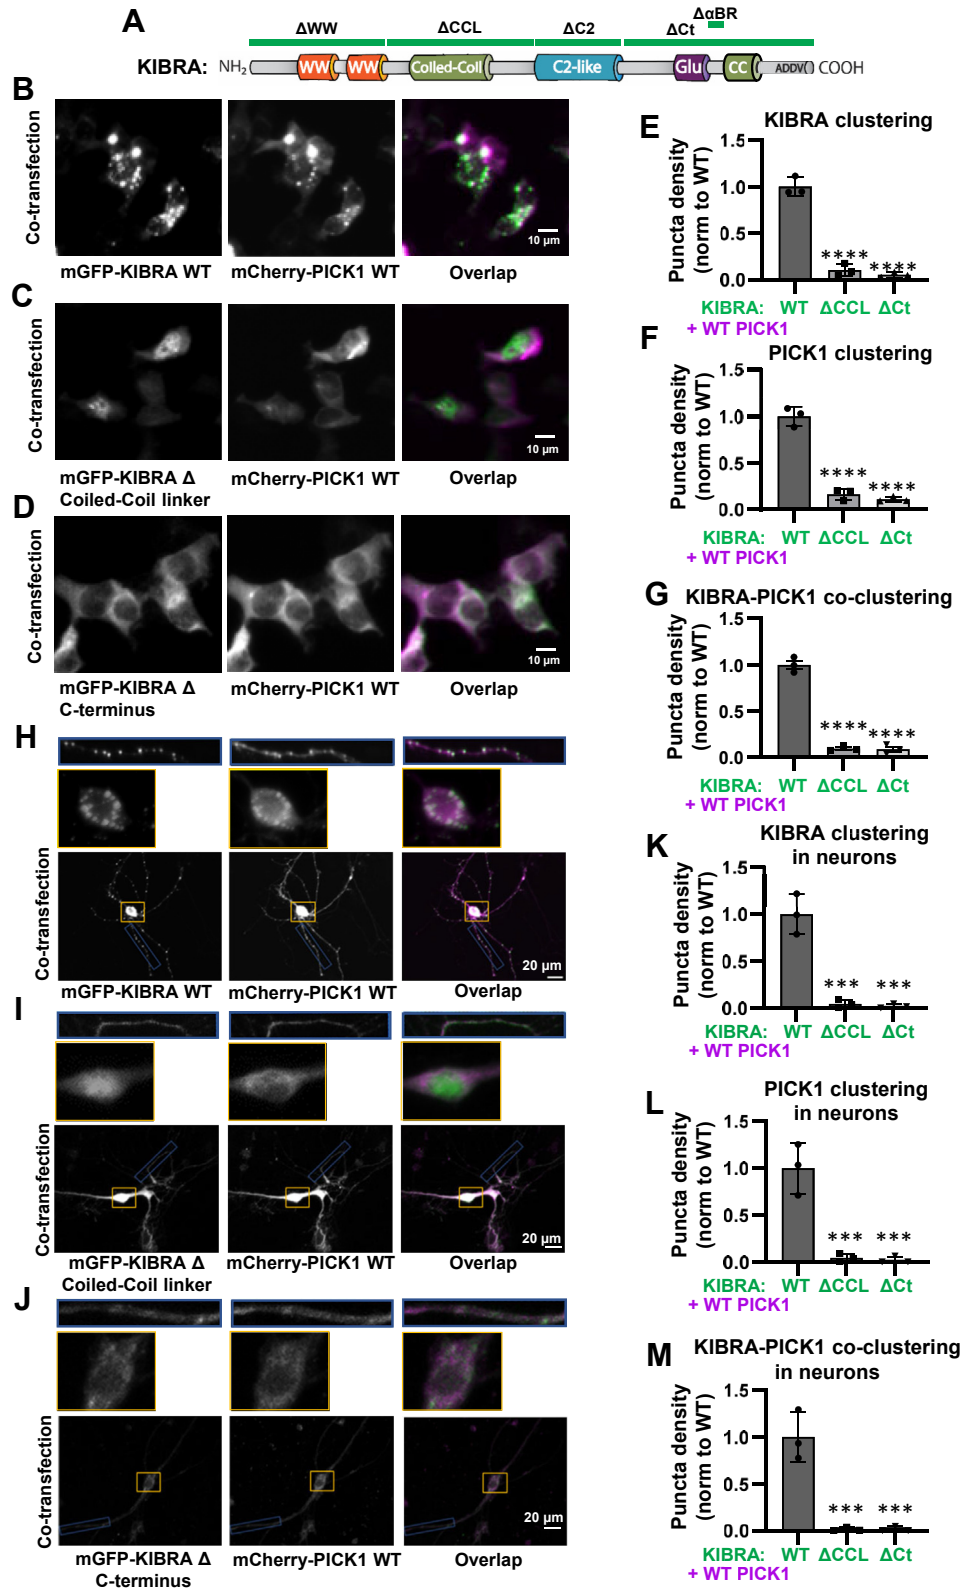 A
ΔWW
ΔCCL
ΔC2
ΔCt
ΔαBR
KIBRA:
NH2
WW
WW
Coiled-Coil
C2-like
Glu
CC
ADDV
COOH
B
Co-transfection
10 µm
mGFP-KIBRA WT
mCherry-PICK1 WT
Overlap
C
Co-transfection
10 µm
mGFP-KIBRA Δ
Coiled-Coil linker
mCherry-PICK1 WT
Overlap
D
Co-transfection
10 µm
mGFP-KIBRA Δ
C-terminus
mCherry-PICK1 WT
Overlap
E
KIBRA clustering
Puncta density
(norm to WT)
1.5
1.0
0.5
0.0
****
****
KIBRA: WT ΔCCL ΔCt
+ WT PICK1
F
PICK1 clustering
Puncta density
(norm to WT)
1.5
1.0
0.5
0.0
****
****
KIBRA: WT ΔCCL ΔCt
+ WT PICK1
G
KIBRA-PICK1 co-clustering
Puncta density
(norm to WT)
1.5
1.0
0.5
0.0
****
****
KIBRA: WT ΔCCL ΔCt
+ WT PICK1
H
Co-transfection
20 µm
mGFP-KIBRA WT
mCherry-PICK1 WT
Overlap
I
Co-transfection
20 µm
mGFP-KIBRA Δ
Coiled-Coil linker
mCherry-PICK1 WT
Overlap
J
Co-transfection
20 µm
mGFP-KIBRA Δ
C-terminus
mCherry-PICK1 WT
Overlap
K
KIBRA clustering
in neurons
Puncta density
(norm to WT)
1.5
1.0
0.5
0.0
***
***
KIBRA: WT ΔCCL ΔCt
+ WT PICK1
L
PICK1 clustering
in neurons
Puncta density
(norm to WT)
1.5
1.0
0.5
0.0
***
***
KIBRA: WT ΔCCL ΔCt
+ WT PICK1
M
KIBRA-PICK1 co-clustering
in neurons
Puncta density
(norm to WT)
1.5
1.0
0.5
0.0
***
***
KIBRA: WT ΔCCL ΔCt
+ WT PICK1